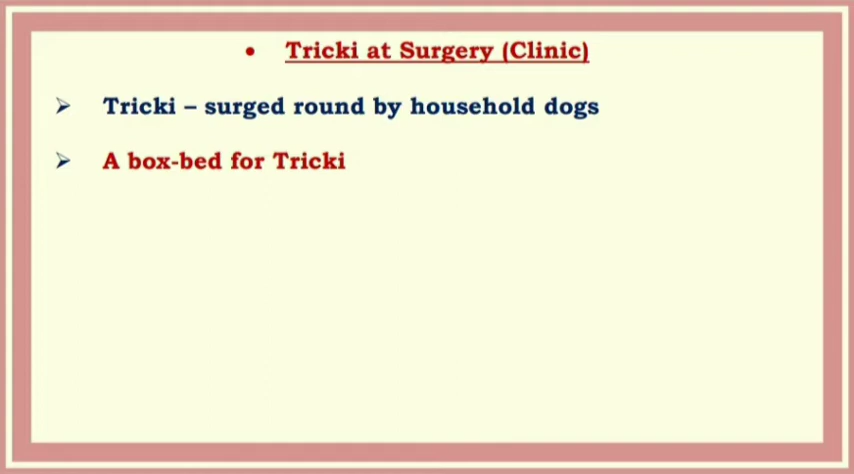 • Tricki at Surgery (Clinic)
➢ Tricki – surged round by household dogs
➢ A box-bed for Tricki